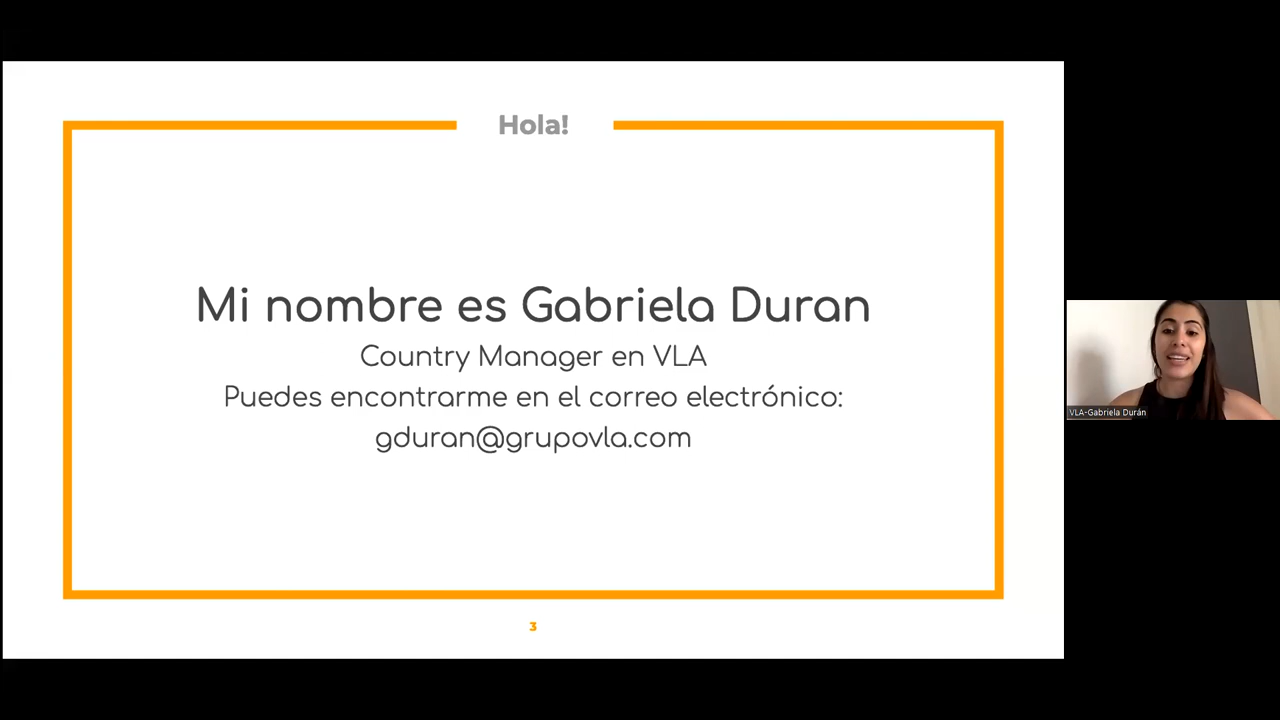 Hola!
Mi nombre es Gabriela Duran
Country Manager en VLA
Puedes encontrarme en el correo electrónico:
gduran@grupovla.com
3
VLA-Gabriela Durán